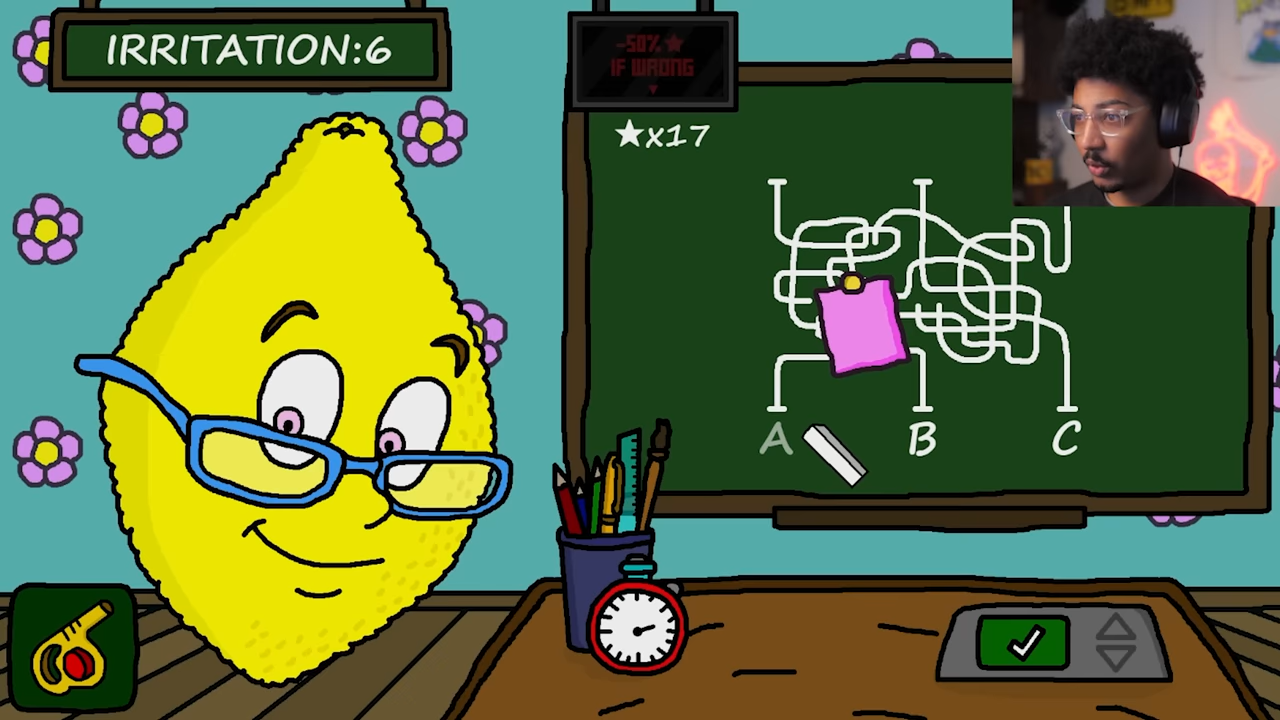 IRRITATION:6
-50% ★
IF WRONG
▼
★x17
A B C